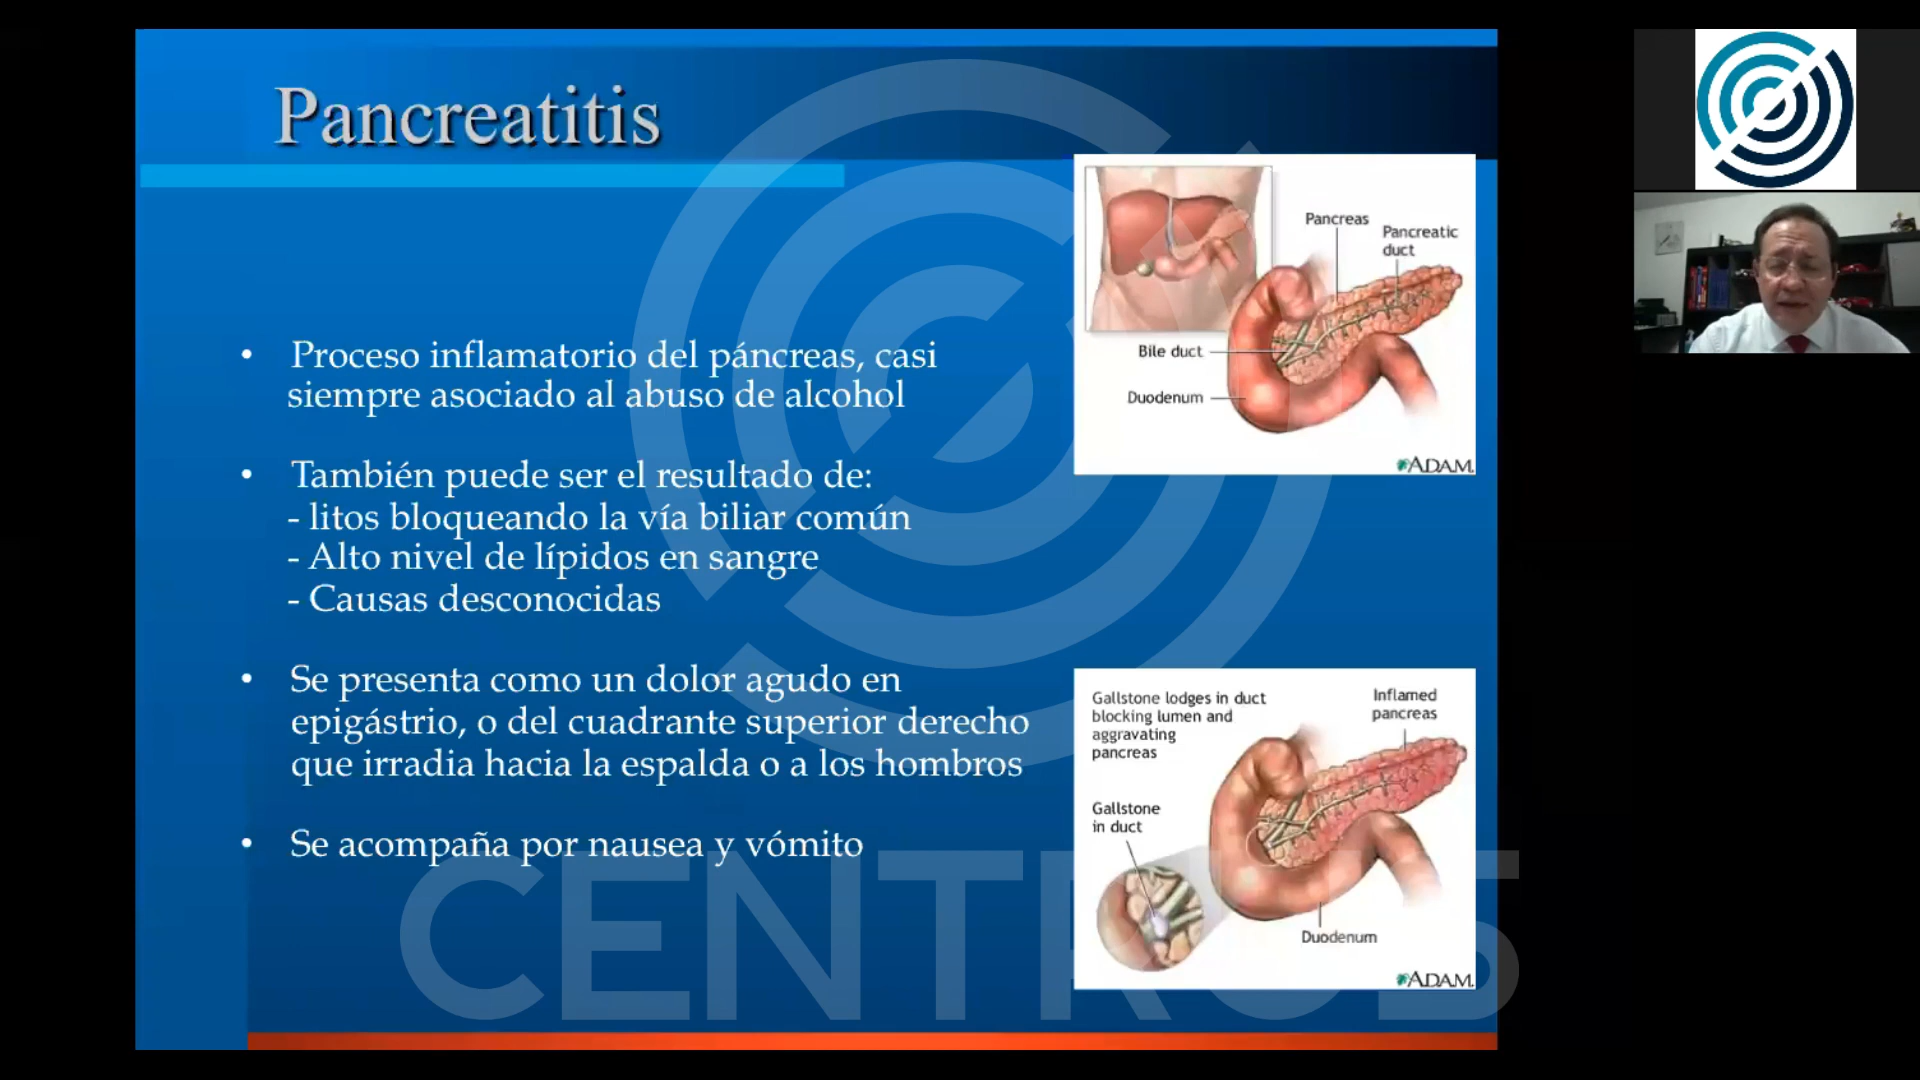 Pancreatitis
• Proceso inflamatorio del páncreas, casi
siempre asociado al abuso de alcohol
• También puede ser el resultado de:
- litos bloqueando la vía biliar común
- Alto nivel de lípidos en sangre
- Causas desconocidas
• Se presenta como un dolor agudo en
epigástrio, o del cuadrante superior derecho
que irradia hacia la espalda o a los hombros
• Se acompaña por nausea y vómito
Pancreas
Pancreatic
duct
Bile duct
Duodenum
ADAM.
Gallstone lodges in duct
blocking lumen and
aggravating
pancreas
Inflamed
pancreas
Gallstone
in duct
Duodenum
ADAM.
CENTRUS